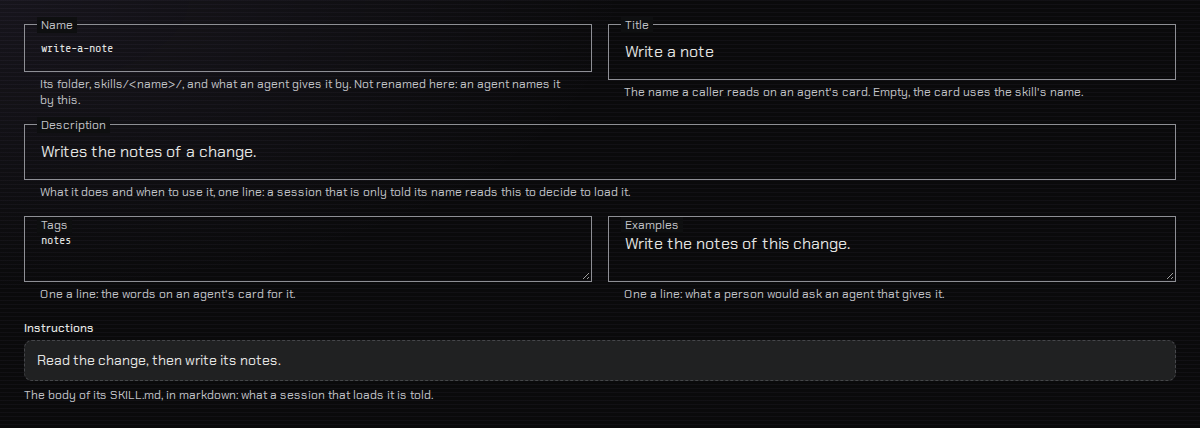 Name
write-a-note
Its folder, skills/<name>/, and what an agent gives it by. Not renamed here: an agent names it
by this.
Title
Write a note
The name a caller reads on an agent's card. Empty, the card uses the skill's name.
Description
Writes the notes of a change.
What it does and when to use it, one line: a session that is only told its name reads this to decide to load it.
Tags
notes
One a line: the words on an agent's card for it.
Examples
Write the notes of this change.
One a line: what a person would ask an agent that gives it.
Instructions
Read the change, then write its notes.
The body of its SKILL.md, in markdown: what a session that loads it is told.